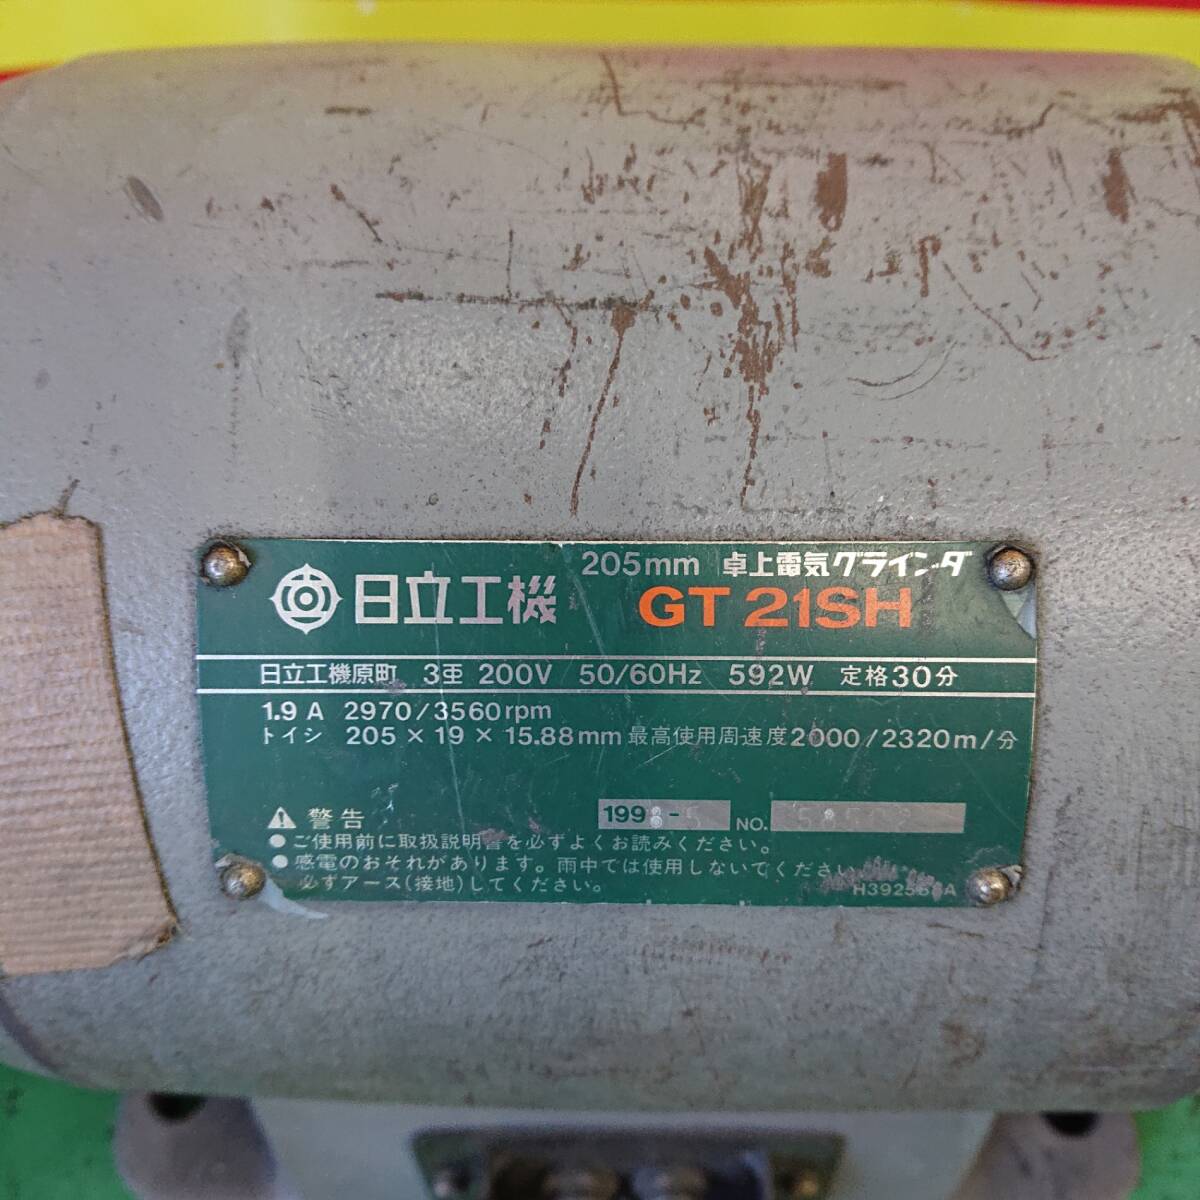 205mm 卓上電気グラインダ
日立工機 GT 21SH
日立工機原町 3亜 200V 50/60Hz 592W 定格30分
1.9 A 2970/3560rpm
トイシ 205 × 19 × 15.88mm 最高使用周速度2000/2320m/分
警告 1998-5 NO.
●ご使用前に取扱説明書を必ずよくお読みください。
●感電のおそれがあります。雨中では使用しないでください。
必ずアース(接地)してください。